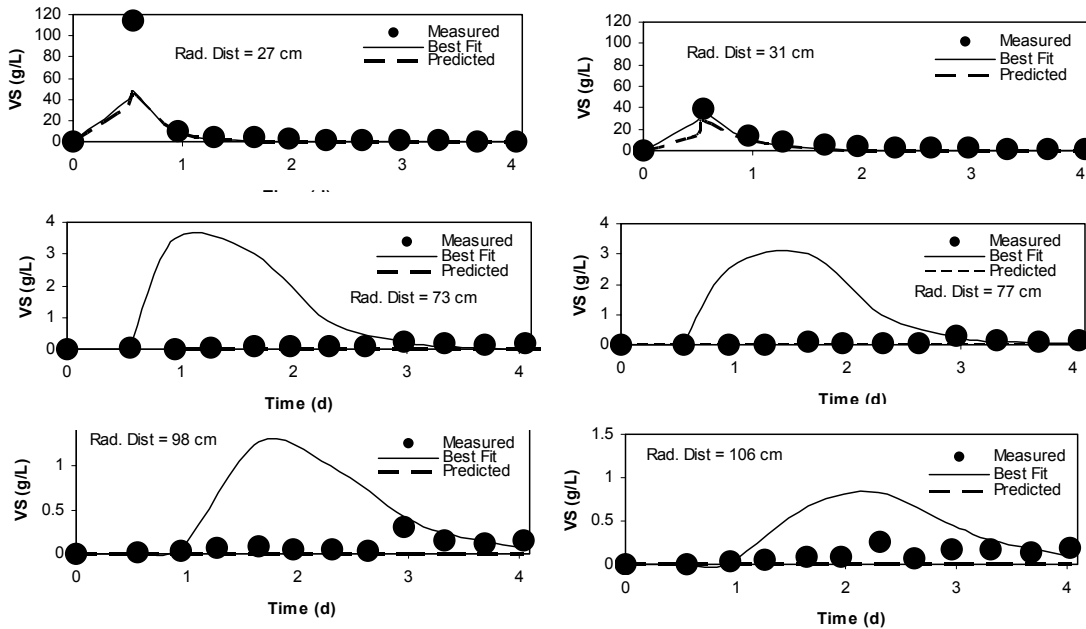 VS (g/L)
120
100
80
60
40
20
0
Rad. Dist = 27 cm
Measured
Best Fit
Predicted
0 1 2 3 4
VS (g/L)
120
100
80
60
40
20
0
Rad. Dist = 31 cm
Measured
Best Fit
Predicted
0 1 2 3 4
VS (g/L)
4
3
2
1
0
Measured
Best Fit
Predicted
Rad. Dist = 73 cm
0 1 2 3 4
Time (d)
VS (g/L)
4
3
2
1
0
Measured
Best Fit
Predicted
Rad. Dist = 77 cm
0 1 2 3 4
Time (d)
VS (g/L)
1
0.5
0
Rad. Dist = 98 cm
Measured
Best Fit
Predicted
0 1 2 3 4
Time (d)
VS (g/L)
1.5
1
0.5
0
Rad. Dist = 106 cm
Measured
Best Fit
Predicted
0 1 2 3 4
Time (d)